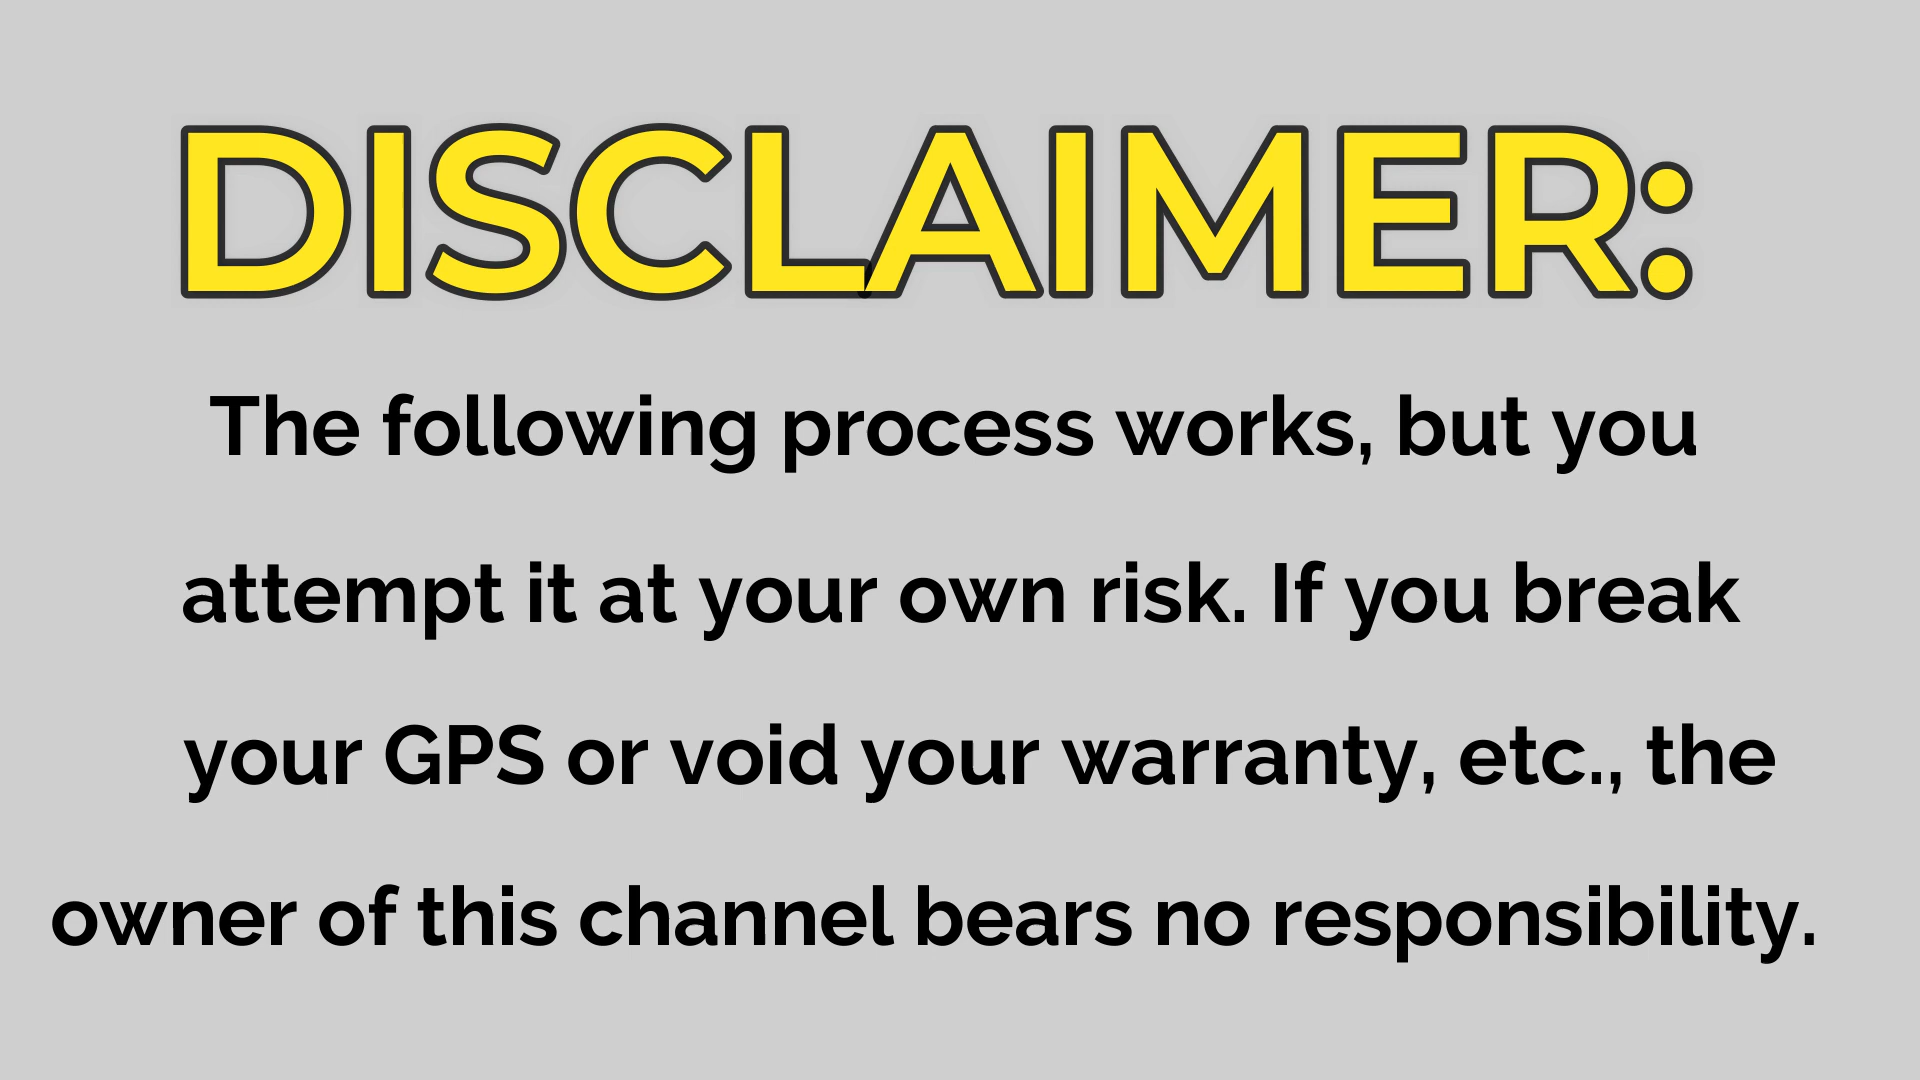 DISCLAIMER:
The following process works, but you
attempt it at your own risk. If you break
your GPS or void your warranty, etc., the
owner of this channel bears no responsibility.